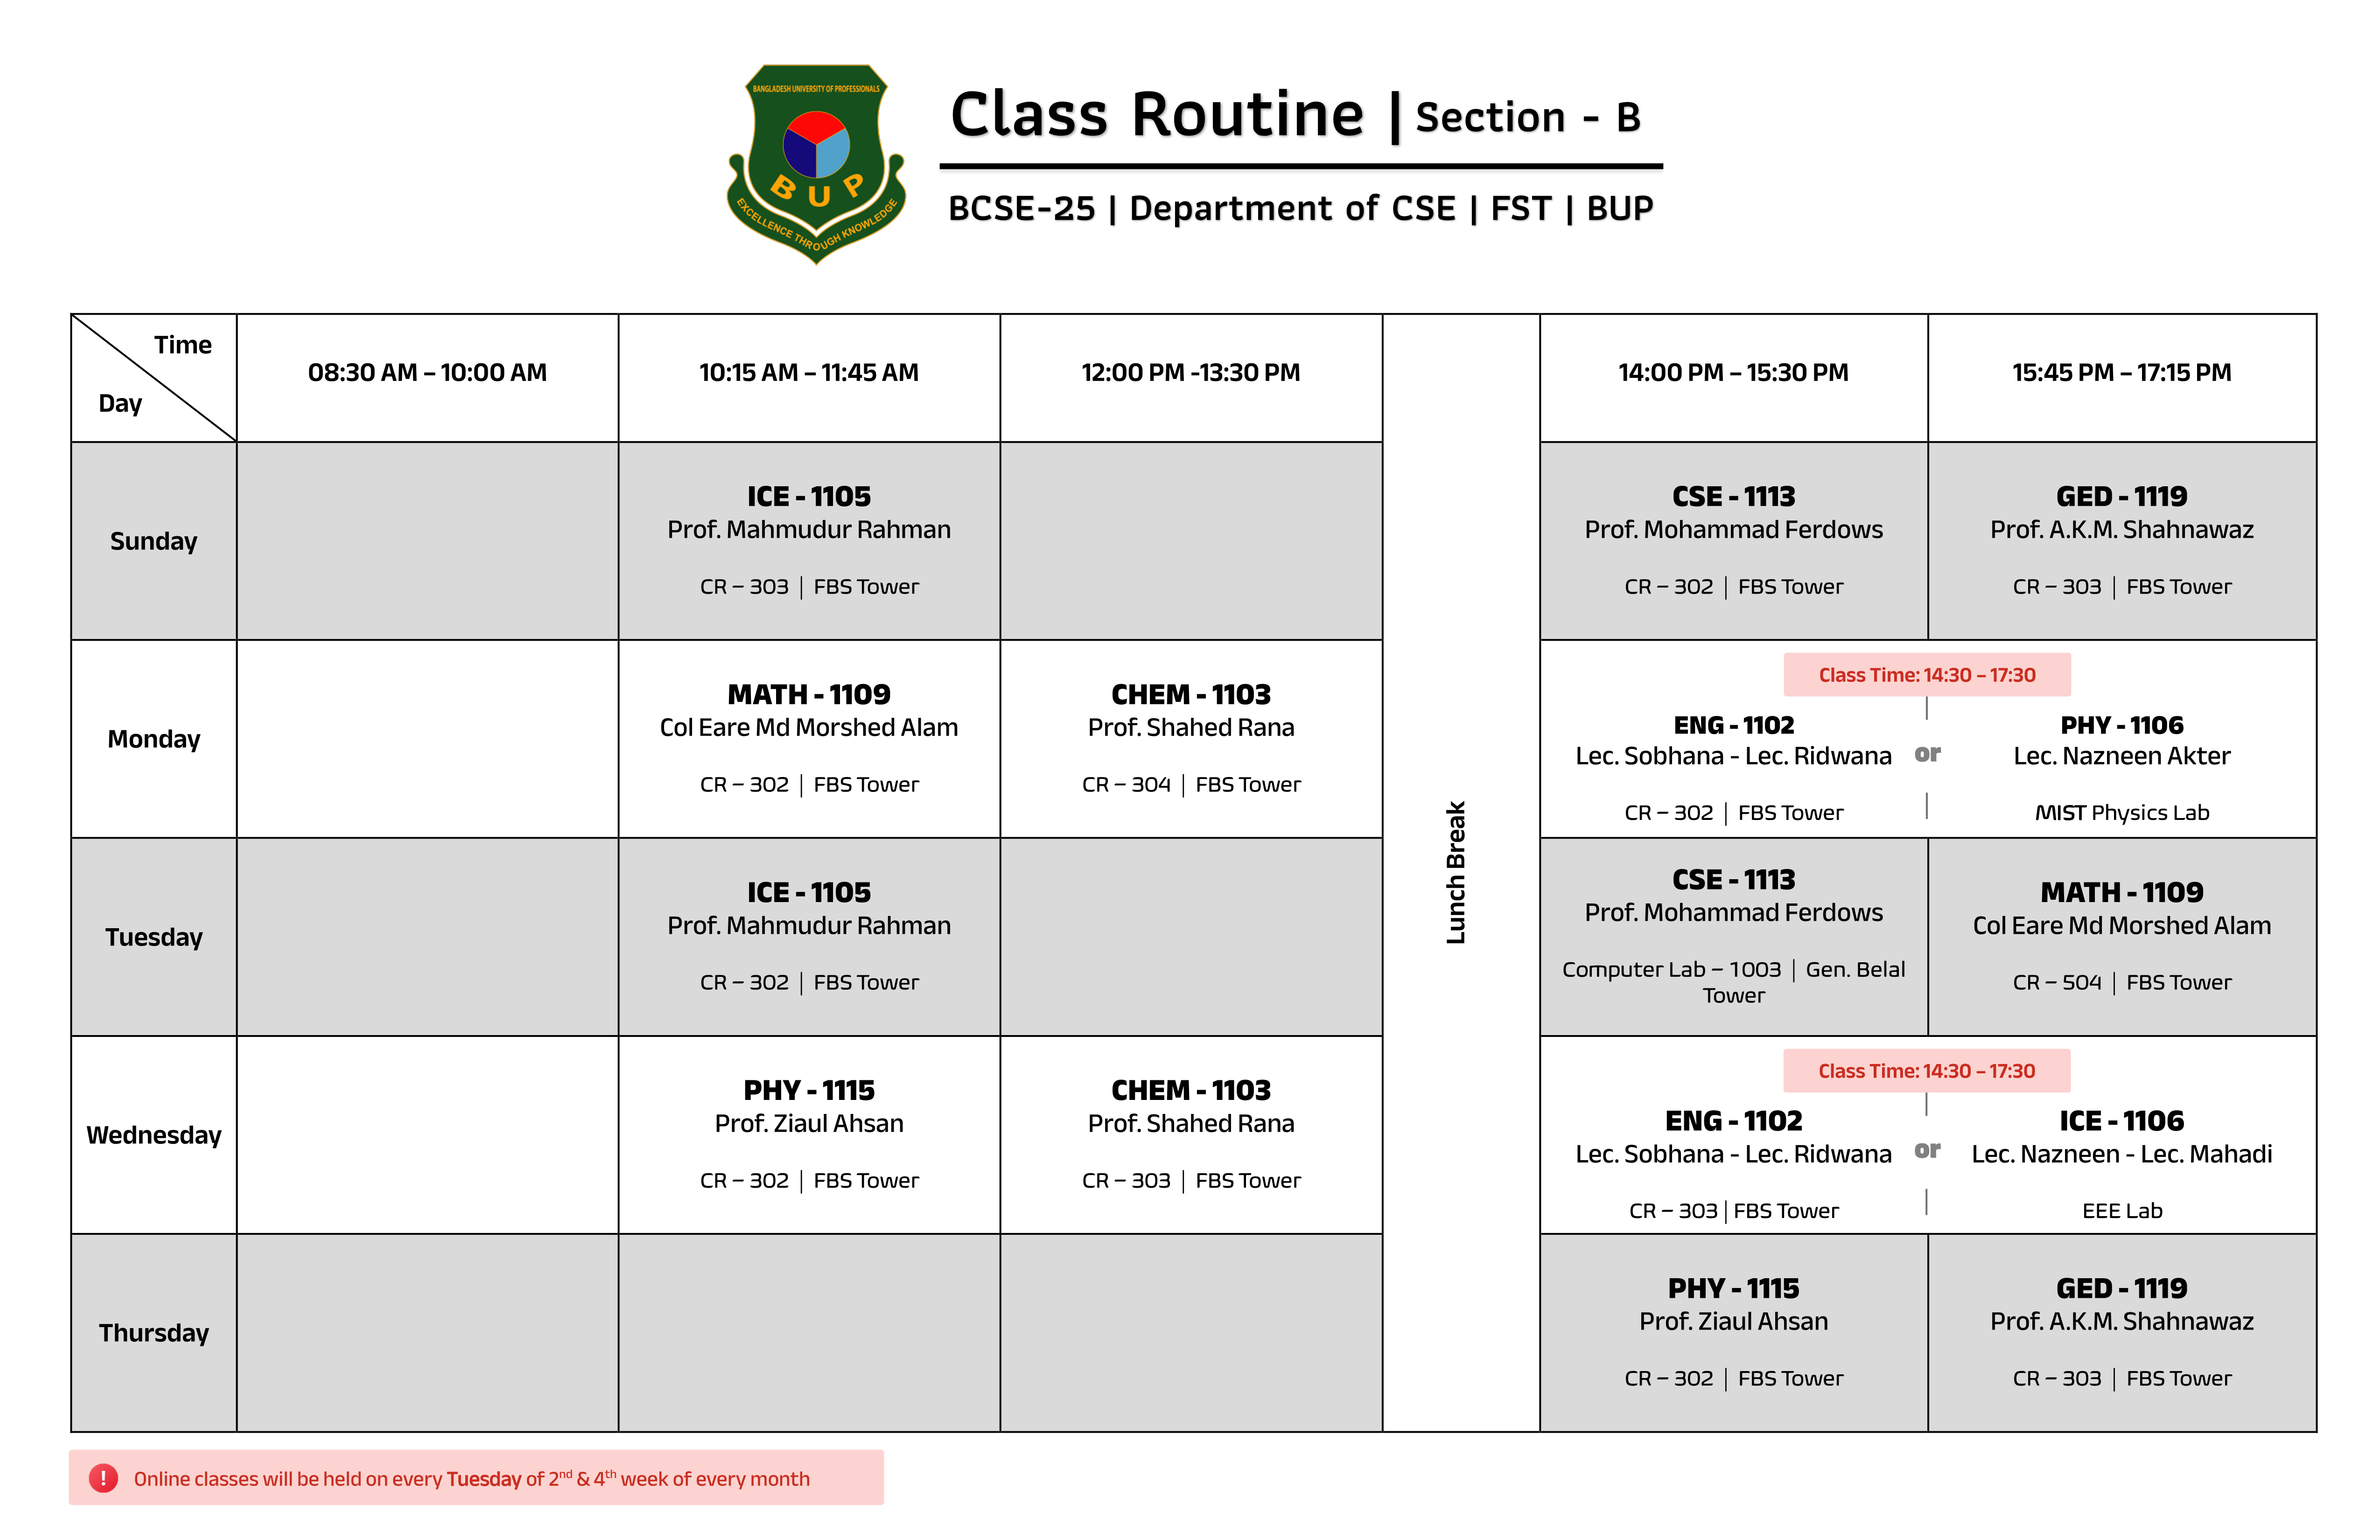 BANGLADESH UNIVERSITY OF PROFESSIONALS
B U P
EXCELLENCE THROUGH KNOWLEDGE
Class Routine | Section - B
BCSE-25 | Department of CSE | FST | BUP
Time
Day
08:30 AM – 10:00 AM
10:15 AM – 11:45 AM
12:00 PM -13:30 PM
14:00 PM – 15:30 PM
15:45 PM – 17:15 PM
Lunch Break
Sunday
ICE - 1105
Prof. Mahmudur Rahman
CR – 303 | FBS Tower
CSE - 1113
Prof. Mohammad Ferdows
CR – 302 | FBS Tower
GED - 1119
Prof. A.K.M. Shahnawaz
CR – 303 | FBS Tower
Monday
MATH - 1109
Col Eare Md Morshed Alam
CR – 302 | FBS Tower
CHEM - 1103
Prof. Shahed Rana
CR – 304 | FBS Tower
Class Time: 14:30 – 17:30
ENG - 1102
Lec. Sobhana - Lec. Ridwana
CR – 302 | FBS Tower
or
PHY - 1106
Lec. Nazneen Akter
MIST Physics Lab
Tuesday
ICE - 1105
Prof. Mahmudur Rahman
CR – 302 | FBS Tower
CSE - 1113
Prof. Mohammad Ferdows
Computer Lab – 1003 | Gen. Belal
Tower
MATH - 1109
Col Eare Md Morshed Alam
CR – 504 | FBS Tower
Wednesday
PHY - 1115
Prof. Ziaul Ahsan
CR – 302 | FBS Tower
CHEM - 1103
Prof. Shahed Rana
CR – 303 | FBS Tower
Class Time: 14:30 – 17:30
ENG - 1102
Lec. Sobhana - Lec. Ridwana
CR – 303 | FBS Tower
or
ICE - 1106
Lec. Nazneen - Lec. Mahadi
EEE Lab
Thursday
PHY - 1115
Prof. Ziaul Ahsan
CR – 302 | FBS Tower
GED - 1119
Prof. A.K.M. Shahnawaz
CR – 303 | FBS Tower
! Online classes will be held on every Tuesday of 2nd & 4th week of every month